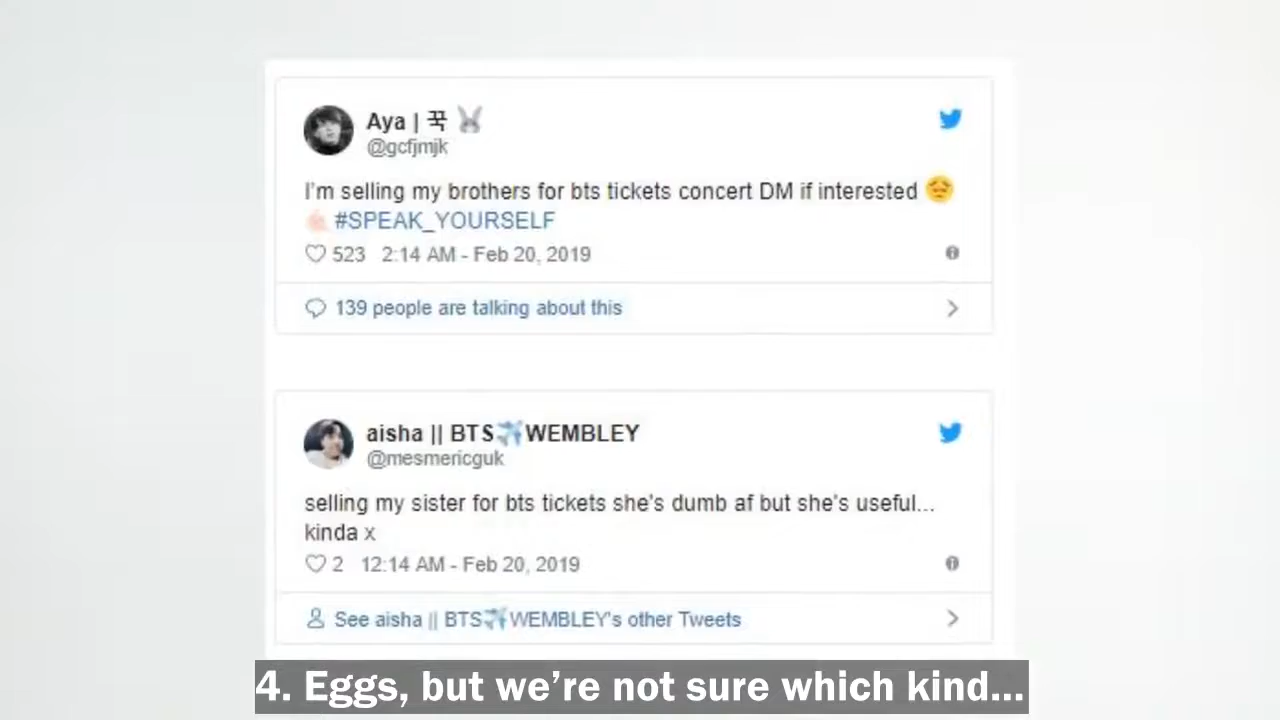 Aya | 꾹 🐰
@gcfjmjk
I'm selling my brothers for bts tickets concert DM if interested 😔
👉🏻 #SPEAK_YOURSELF
♡ 523 2:14 AM - Feb 20, 2019
139 people are talking about this
aisha || BTS✈️WEMBLEY
@mesmericguk
selling my sister for bts tickets she's dumb af but she's useful...
kinda x
♡ 2 12:14 AM - Feb 20, 2019
See aisha || BTS✈️WEMBLEY's other Tweets
4. Eggs, but we're not sure which kind...